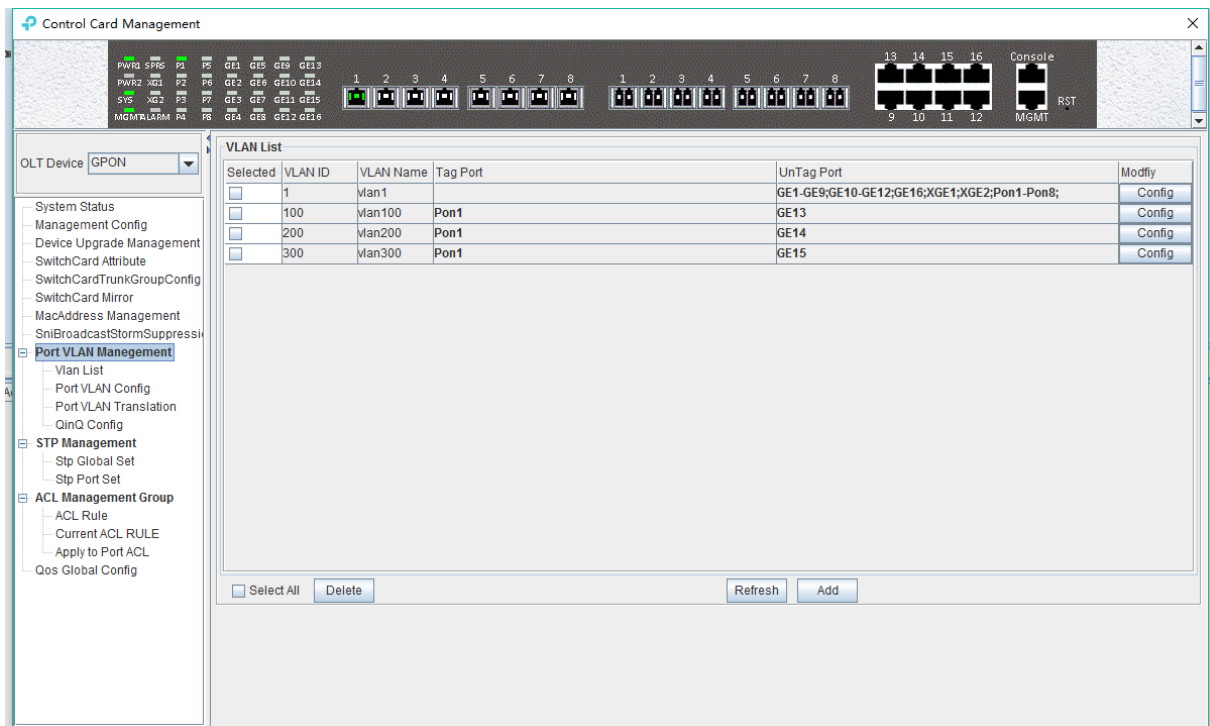 Control Card Management
PWR1 SPRS P1 P5 GE1 GE5 GE9 GE13
PWR2 XG1 P2 P6 GE2 GE6 GE10 GE14
SYS XG2 P3 P7 GE3 GE7 GE11 GE15
MGMT ALARM P4 P8 GE4 GE8 GE12 GE16
1 2 3 4 5 6 7 8
1 2 3 4 5 6 7 8
13 14 15 16 Console
9 10 11 12 MGMT
RST
OLT Device GPON
System Status
Management Config
Device Upgrade Management
SwitchCard Attribute
SwitchCardTrunkGroupConfig
SwitchCard Mirror
MacAddress Management
SniBroadcastStormSuppressi
Port VLAN Manegement
Vlan List
Port VLAN Config
Port VLAN Translation
QinQ Config
STP Management
Stp Global Set
Stp Port Set
ACL Management Group
ACL Rule
Current ACL RULE
Apply to Port ACL
Qos Global Config
VLAN List
Selected VLAN ID VLAN Name Tag Port UnTag Port Modfiy
1 vlan1 GE1-GE9;GE10-GE12;GE16;XGE1;XGE2;Pon1-Pon8; Config
100 vlan100 Pon1 GE13 Config
200 vlan200 Pon1 GE14 Config
300 vlan300 Pon1 GE15 Config
Select All Delete Refresh Add